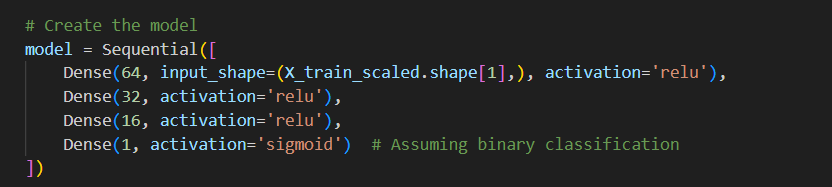 # Create the model
model = Sequential([
    Dense(64, input_shape=(X_train_scaled.shape[1],), activation='relu'),
    Dense(32, activation='relu'),
    Dense(16, activation='relu'),
    Dense(1, activation='sigmoid')  # Assuming binary classification
])